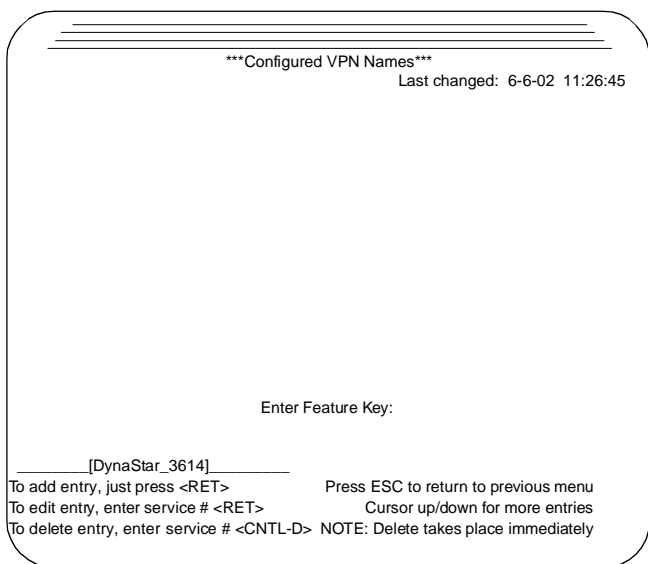 ***Configured VPN Names***
Last changed: 6-6-02 11:26:45
Enter Feature Key:
________[DynaStar_3614]_________
To add entry, just press <RET> Press ESC to return to previous menu
To edit entry, enter service # <RET> Cursor up/down for more entries
To delete entry, enter service # <CNTL-D> NOTE: Delete takes place immediately